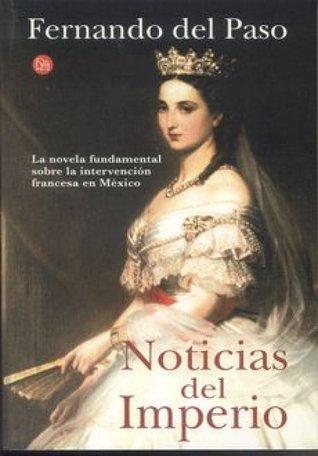 Fernando del Paso
La novela fundamental
sobre la intervención
francesa en México
Noticias
del
Imperio